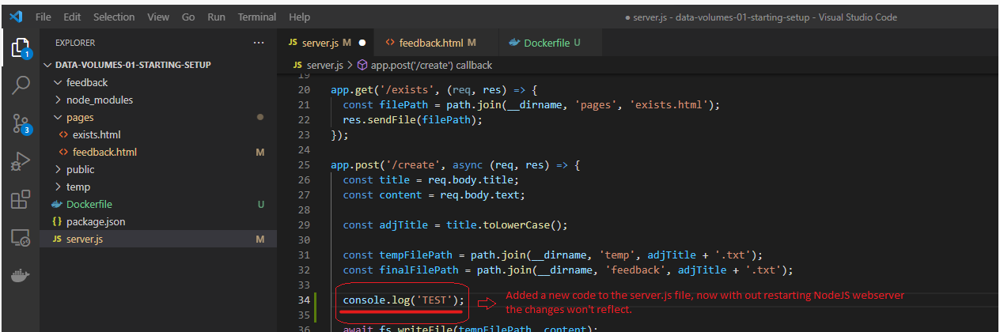 File Edit Selection View Go Run Terminal Help ● server.js - data-volumes-01-starting-setup - Visual Studio Code
EXPLORER ···
JS server.js M ● <> feedback.html M Dockerfile U
1
DATA-VOLUMES-01-STARTING-SETUP
JS server.js > app.post('/create') callback
feedback
node_modules
pages
<> exists.html
3
<> feedback.html M
public
temp
Dockerfile U
{} package.json
JS server.js M
19
20 app.get('/exists', (req, res) => {
21 const filePath = path.join(__dirname, 'pages', 'exists.html');
22 res.sendFile(filePath);
23 });
24
25 app.post('/create', async (req, res) => {
26 const title = req.body.title;
27 const content = req.body.text;
28
29 const adjTitle = title.toLowerCase();
30
31 const tempFilePath = path.join(__dirname, 'temp', adjTitle + '.txt');
32 const finalFilePath = path.join(__dirname, 'feedback', adjTitle + '.txt');
33
34 console.log('TEST');
35
36 await fs.writeFile(tempFilePath, content);
Added a new code to the server.js file, now with out restarting NodeJS webserver
the changes won't reflect.